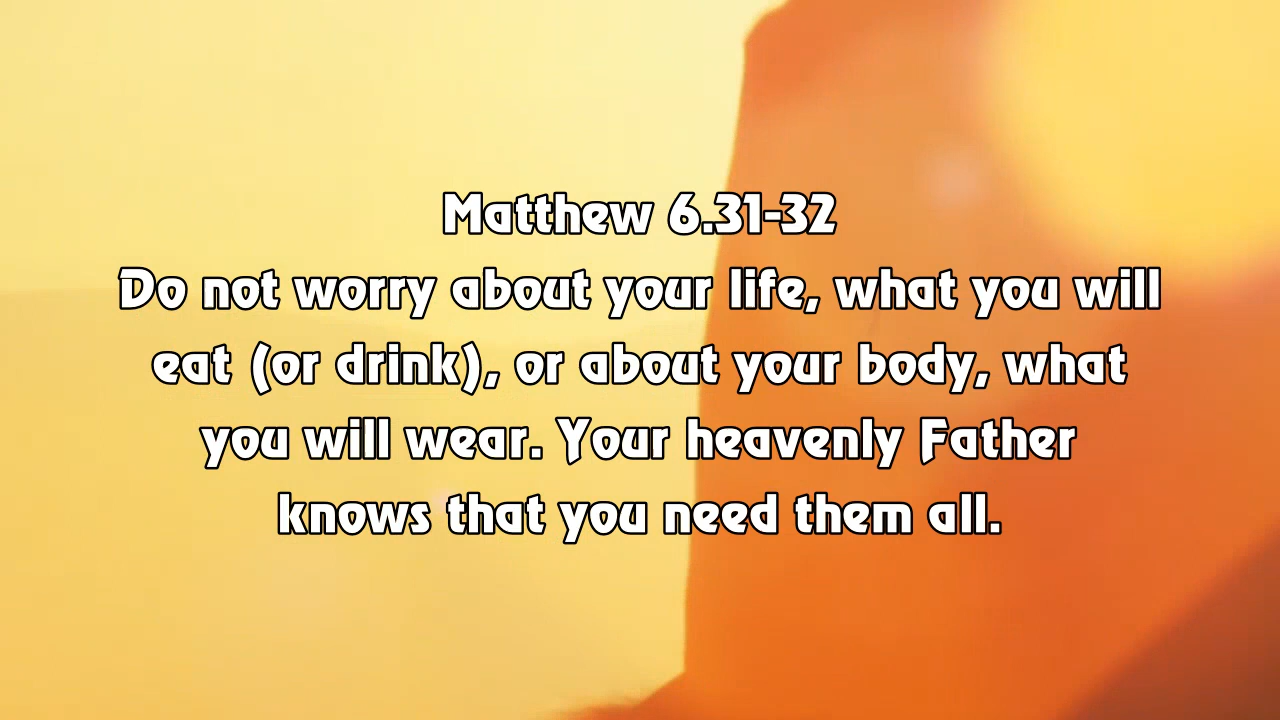 Matthew 6.31-32
Do not worry about your life, what you will
eat (or drink), or about your body, what
you will wear. Your heavenly Father
knows that you need them all.